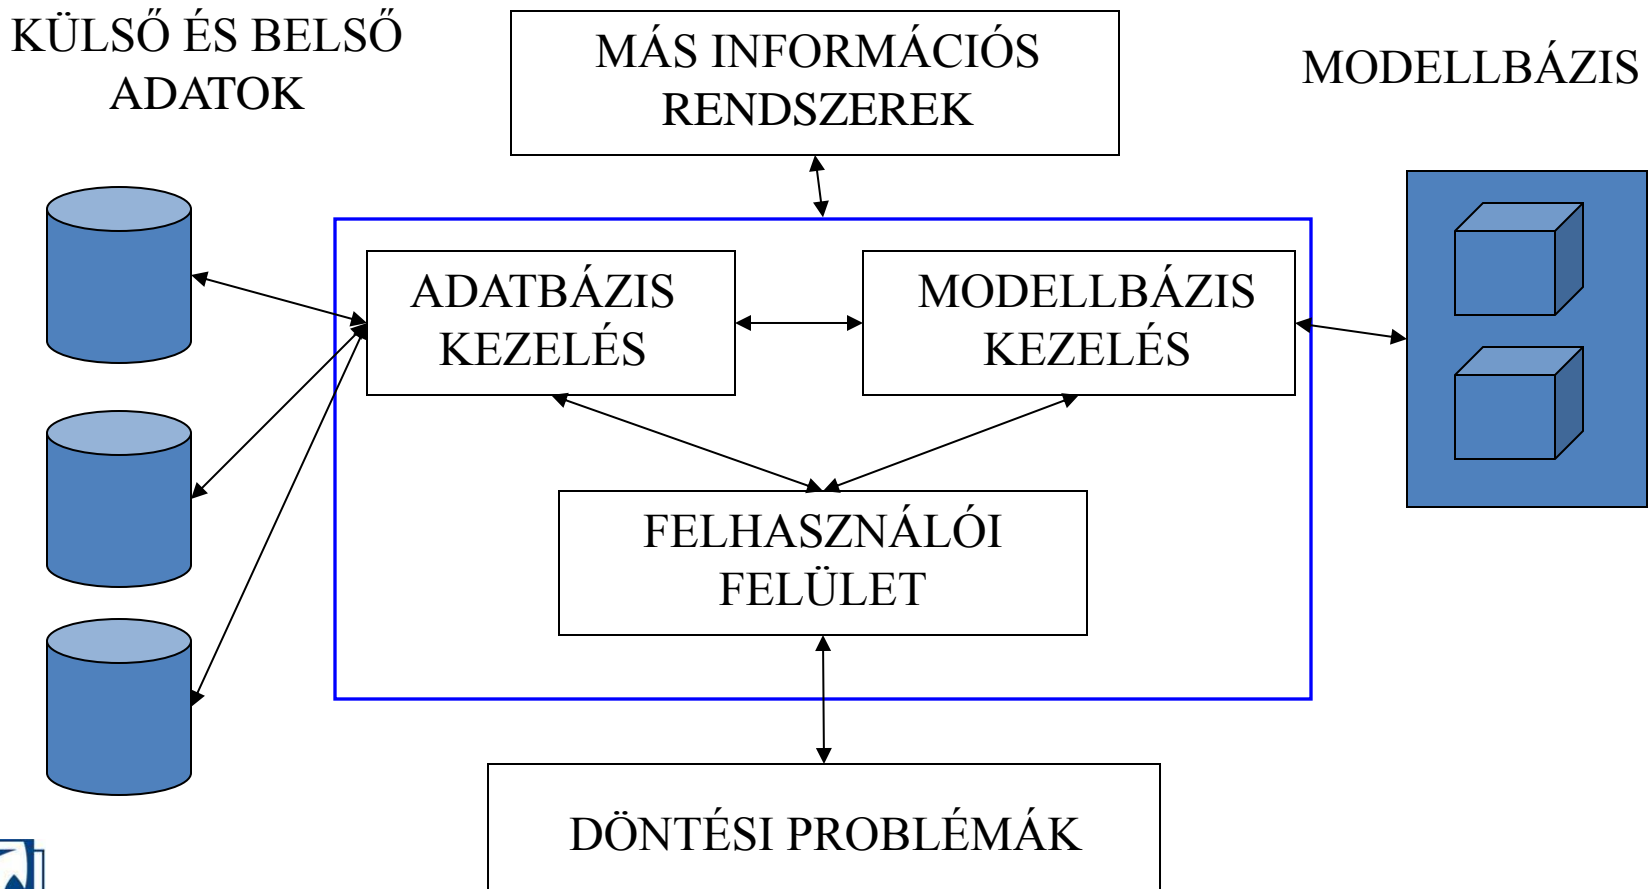 KÜLSŐ ÉS BELSŐ
ADATOK
MÁS INFORMÁCIÓS
RENDSZEREK
MODELLBÁZIS
ADATBÁZIS
KEZELÉS
MODELLBÁZIS
KEZELÉS
FELHASZNÁLÓI
FELÜLET
DÖNTÉSI PROBLÉMÁK